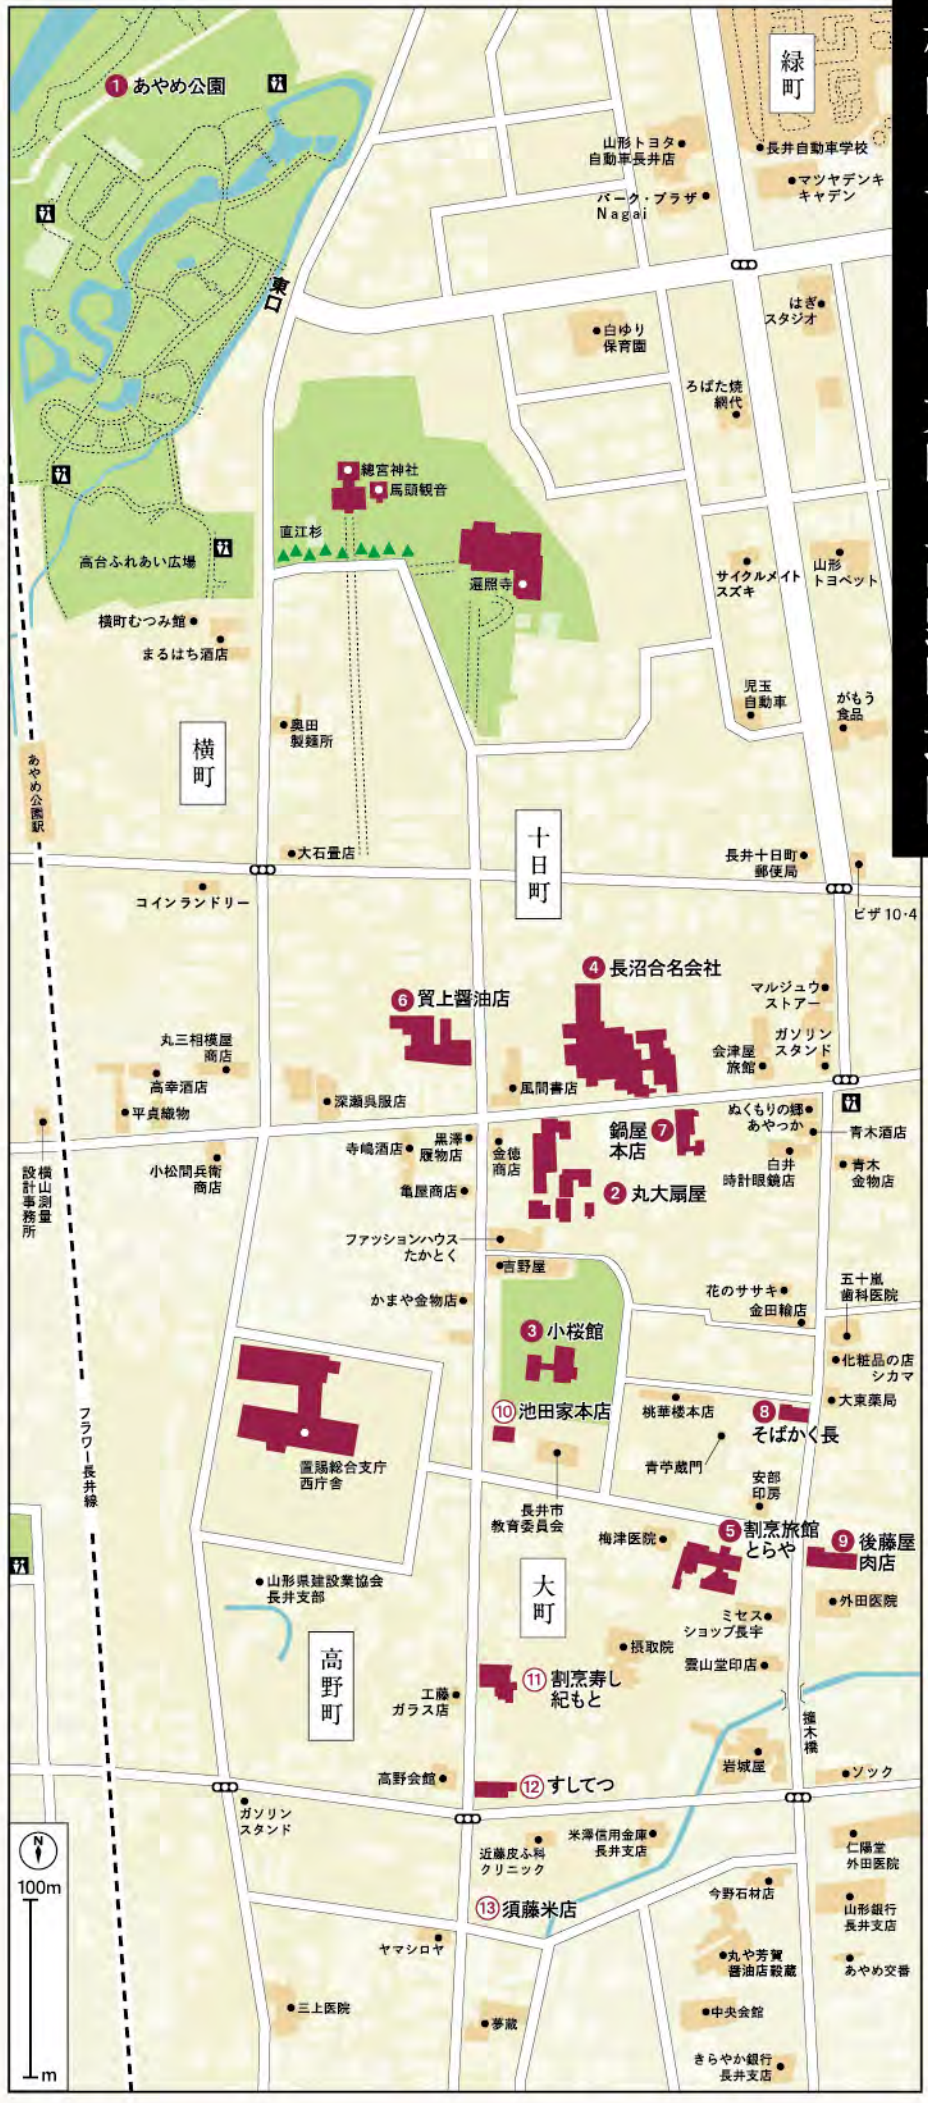 1 あやめ公園
緑町
山形トヨタ
自動車長井店
長井自動車学校
マツヤデンキ
キャデン
パーク・プラザ
Nagai
東口
はぎ
スタジオ
白ゆり
保育園
ろばた焼
網代
總宮神社
馬頭観音
直江杉
遍照寺
高台ふれあい広場
サイクルメイト
スズキ
山形
トヨペット
横町むつみ館
まるはち酒店
児玉
自動車
がもう
食品
奥田
製麺所
横町
あやめ公園駅
十日町
大石畳店
長井十日町
郵便局
コインランドリー
ピザ10・4
4 長沼合名会社
6 貿上醤油店
マルジュウ
ストアー
丸三相模屋
商店
ガソリン
スタンド
会津屋
旅館
高幸酒店
風間書店
深瀬呉服店
平貞織物
ぬくもりの郷
あやっか
鍋屋
本店
7
青木酒店
寺嶋酒店
黒澤
履物店
金徳
商店
小松間兵衛
商店
白井
時計眼鏡店
青木
金物店
横山測量
設計事務所
亀屋商店
2 丸大扇屋
ファッションハウス
たかとく
吉野屋
かまや金物店
花のササキ
金田輪店
五十嵐
歯科医院
3 小桜館
化粧品の店
シカマ
10 池田家本店
桃華楼本店
大東薬局
8
そばかく長
フラワー長井線
置賜総合支庁
西庁舎
青苧蔵門
安部
印房
長井市
教育委員会
梅津医院
5 割烹旅館
とらや
9 後藤屋
肉店
山形県建設業協会
長井支部
大町
外田医院
ミセス
ショップ長宇
摂取院
雲山堂印店
高野町
11 割烹寿し
紀もと
工藤
ガラス店
撞木橋
岩城屋
高野会館
12 すしてつ
ソック
ガソリン
スタンド
近藤皮ふ科
クリニック
米澤信用金庫
長井支店
仁陽堂
外田医院
N
100m
m
今野石材店
13 須藤米店
山形銀行
長井支店
ヤマシロヤ
丸や芳賀
醤油店穀蔵
あやめ交番
三上医院
夢蔵
中央会館
きらやか銀行
長井支店